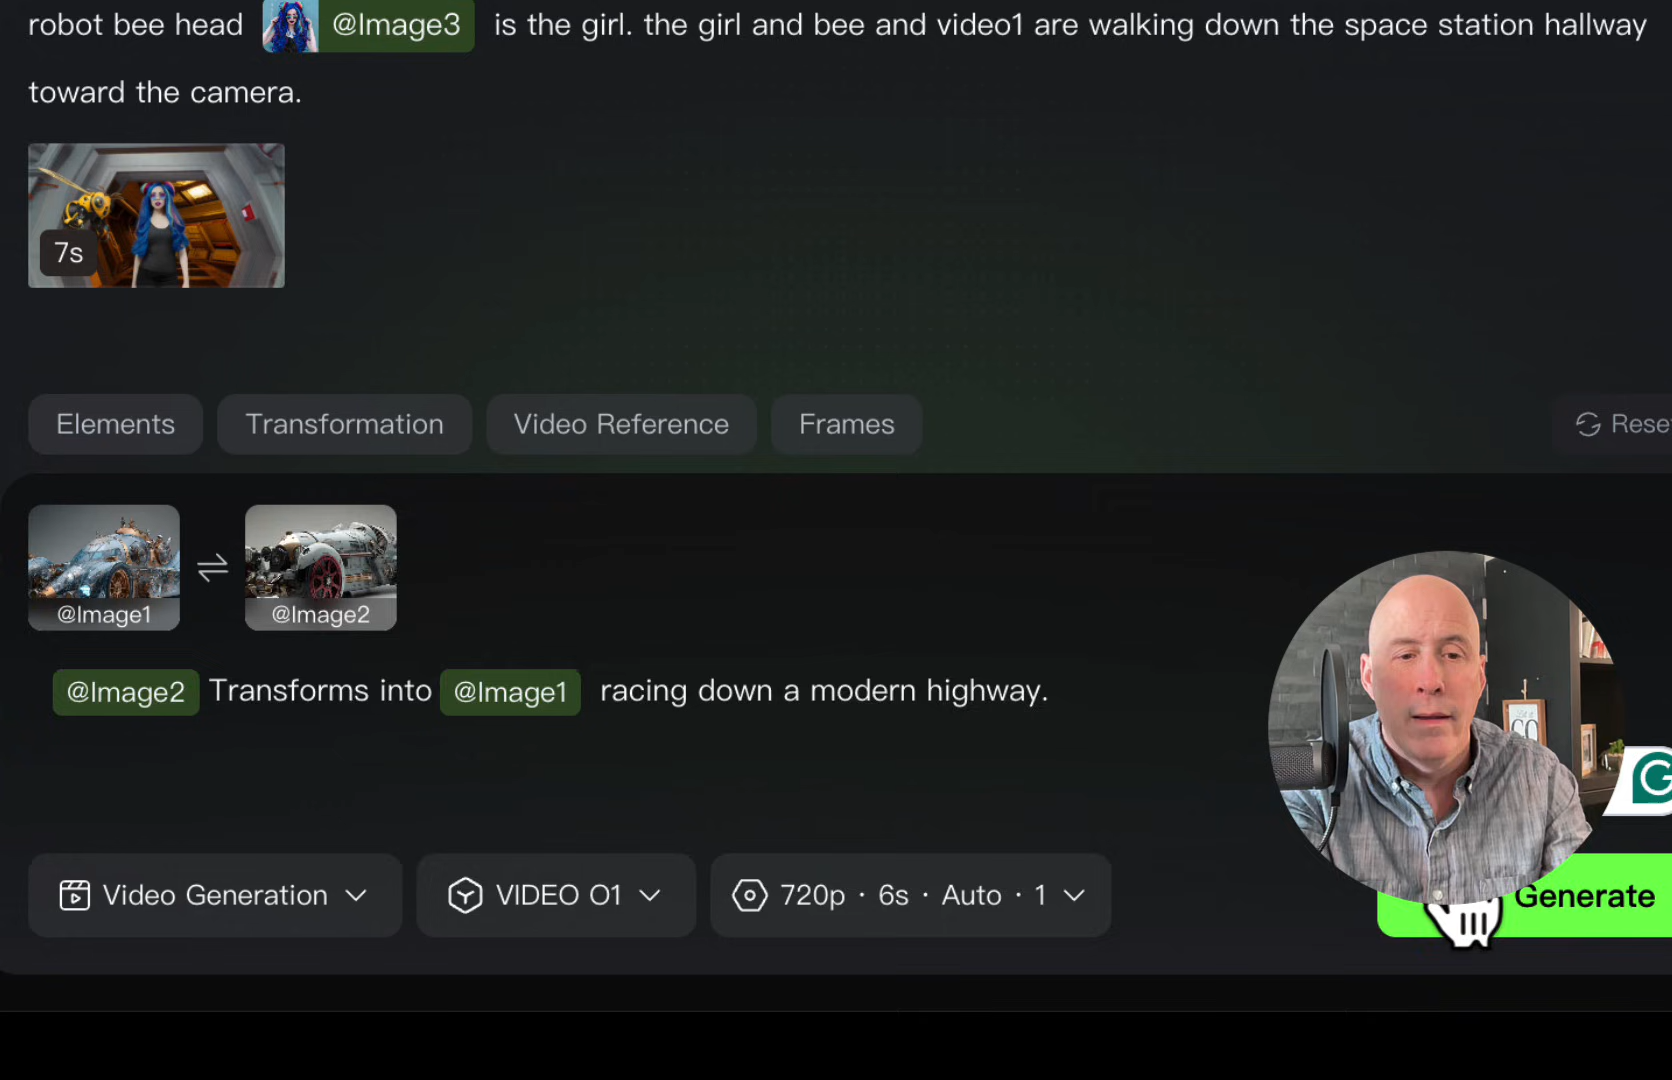 robot bee head @Image3 is the girl. the girl and bee and video1 are walking down the space station hallway
toward the camera.
7s
Elements Transformation Video Reference Frames Reset
@Image1 @Image2
@Image2 Transforms into @Image1 racing down a modern highway.
Video Generation VIDEO O1 720p · 6s · Auto · 1 Generate